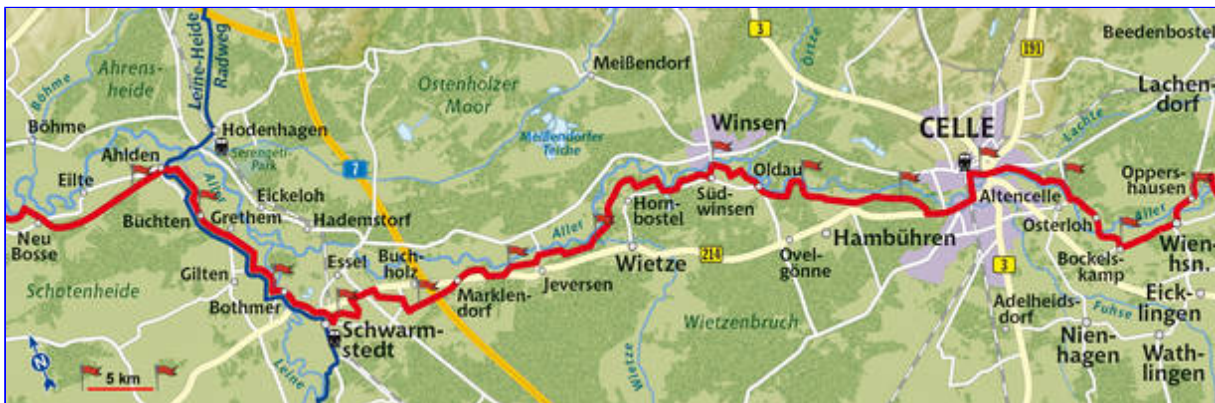 Ahrens-
heide
Böhme
Böhme
Leine-Heide
Radweg
Ostenholzer
Moor
Meißendorf
Örtze
3
191
Beedenbostel
Lachen-
dorf
Lachte
Hodenhagen
Serengeti-
Park
7
Meißendorfer
Teiche
Winsen
CELLE
Ahlden
Eilte
Aller
Eickeloh
Büchten
Grethem
Hademstorf
Neu
Bosse
Oldau
Süd-
winsen
Horn-
bostel
Aller
Oppers-
hausen
Aller
Altencelle
Osterloh
Hambühren
Wietze
214
Ovel-
gönne
Bockels-
kamp
Wien-
hsn.
Gilten
Essel
Buch-
holz
Schotenheide
Bothmer
Marklen-
dorf
Jeversen
Schwarm-
stedt
Wietzenbruch
3
Adelheids-
dorf
Fuhse
Eick-
lingen
Nien-
hagen
Wath-
lingen
N
5 km
Leine
Wietze